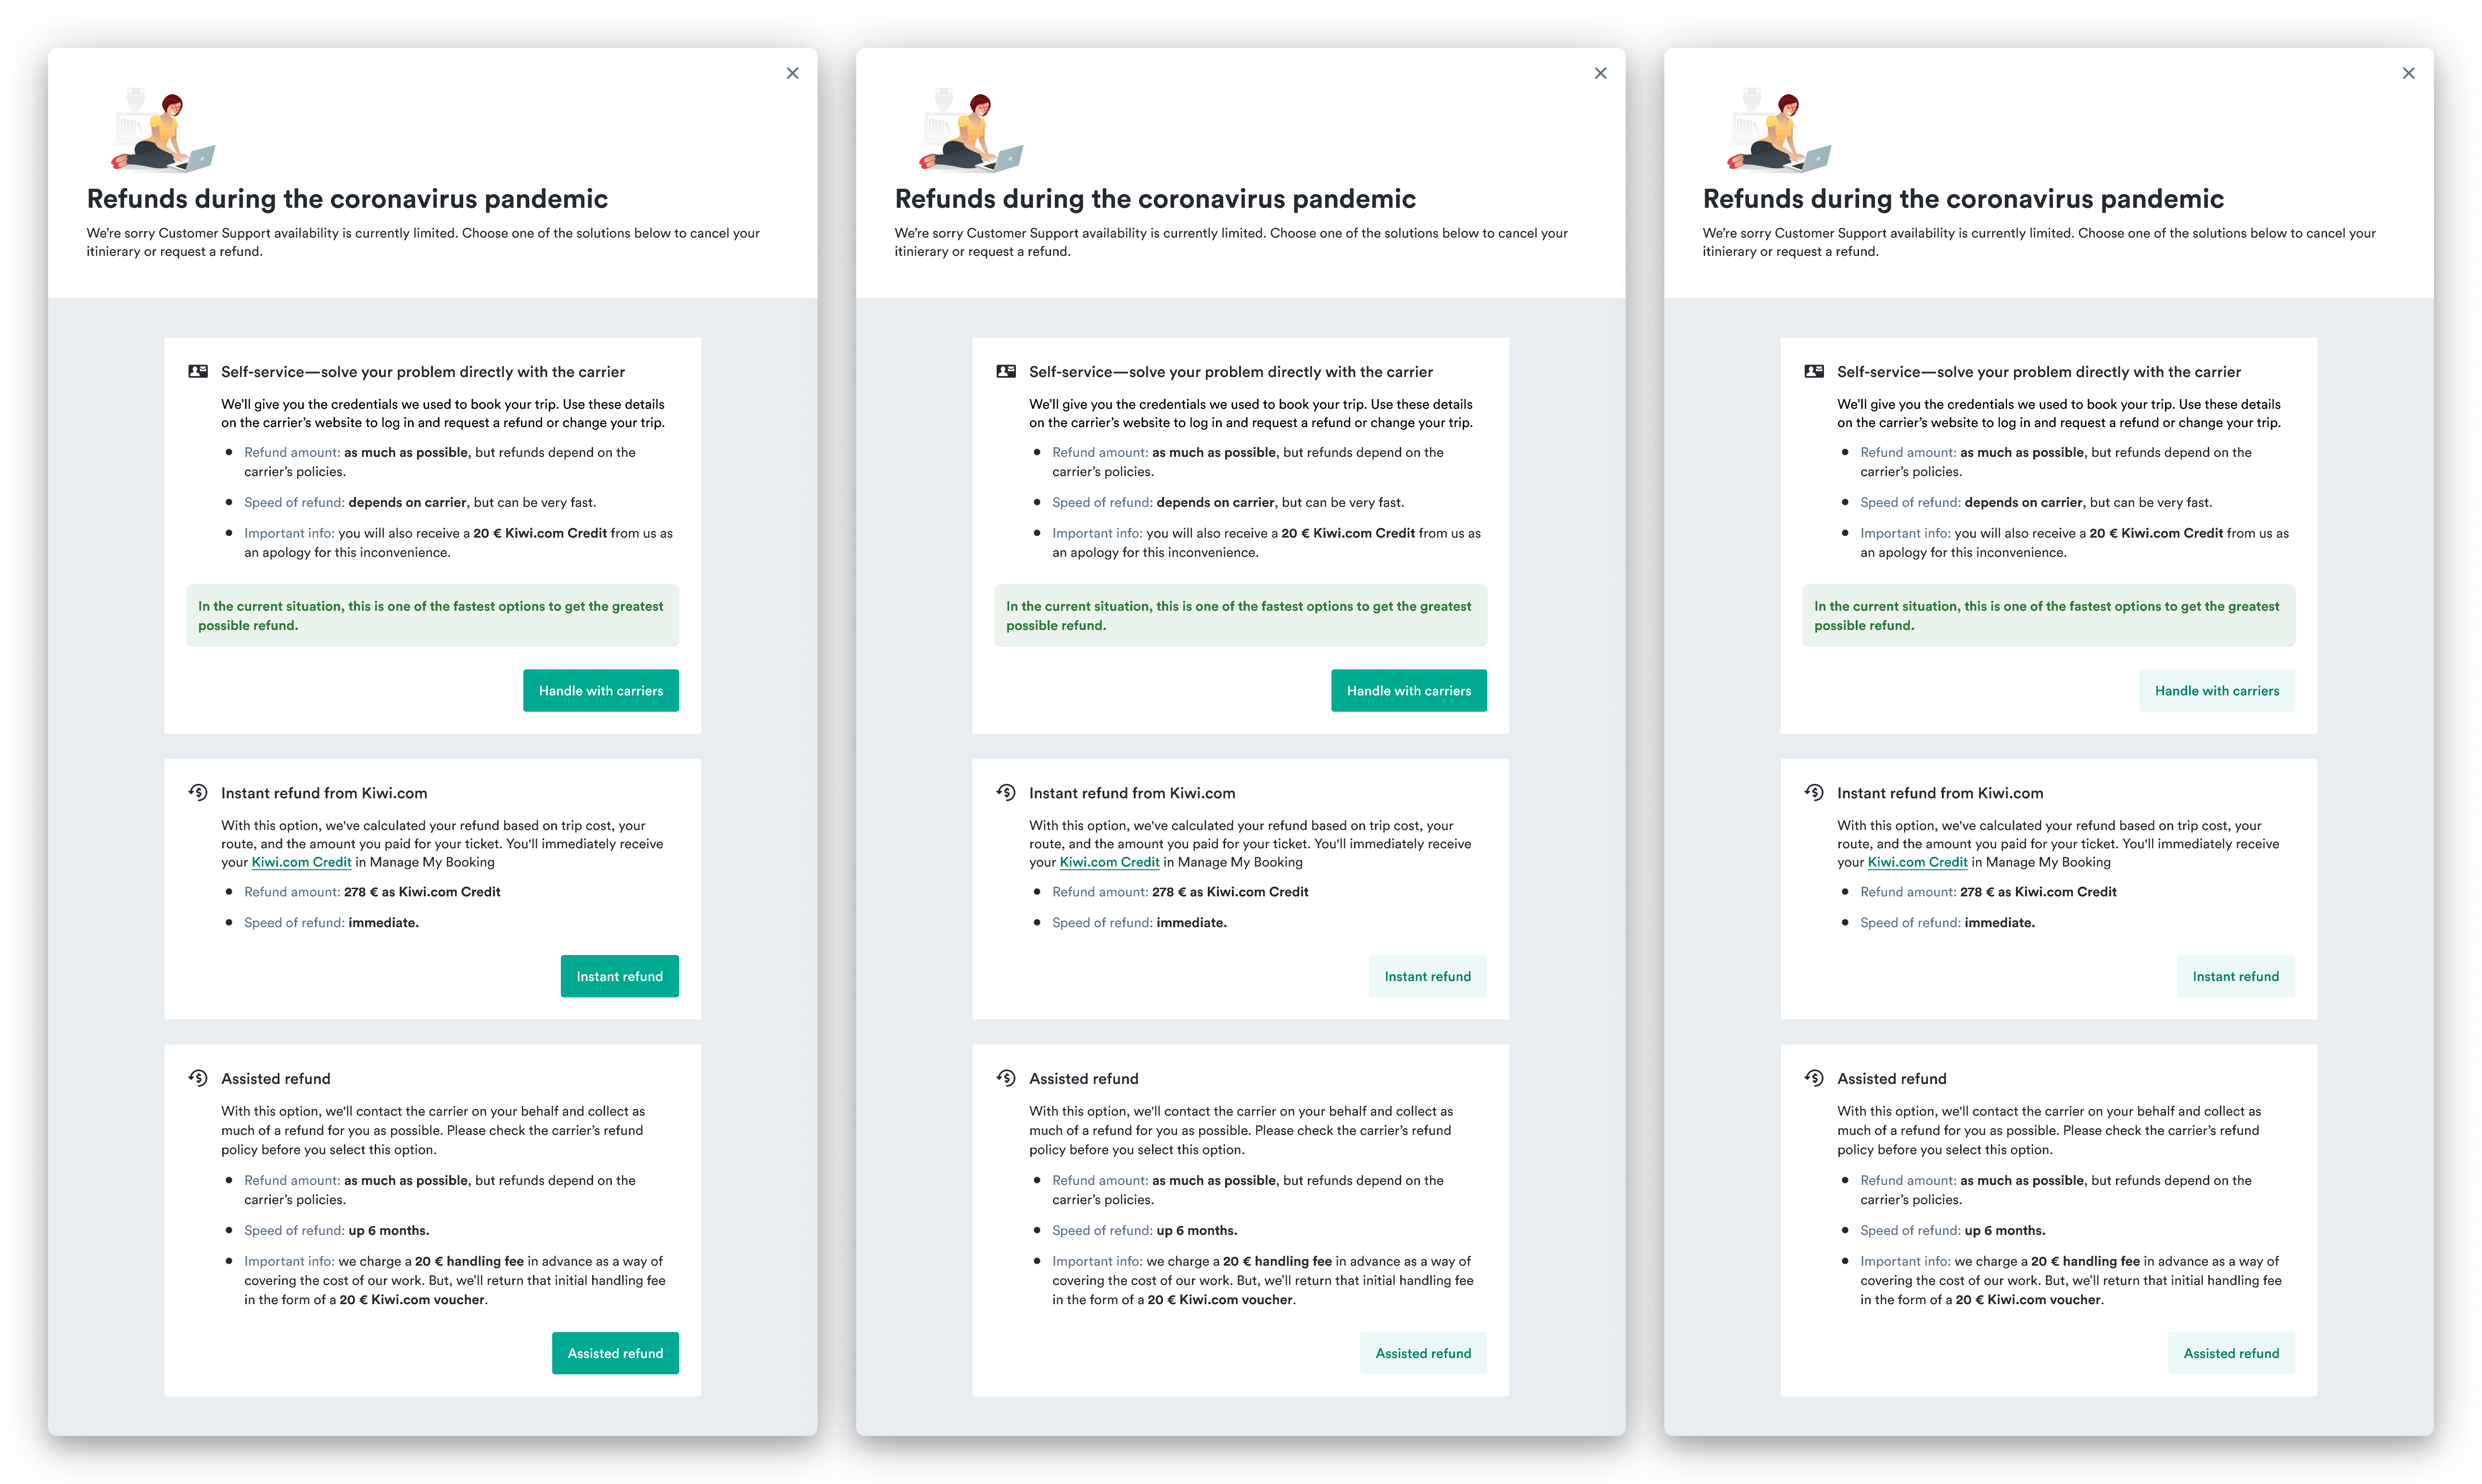 Refunds during the coronavirus pandemic
We’re sorry Customer Support availability is currently limited. Choose one of the solutions below to cancel your
itinierary or request a refund.
Self-service—solve your problem directly with the carrier
We’ll give you the credentials we used to book your trip. Use these details
on the carrier’s website to log in and request a refund or change your trip.
Refund amount: as much as possible, but refunds depend on the
carrier’s policies.
Speed of refund: depends on carrier, but can be very fast.
Important info: you will also receive a 20 € Kiwi.com Credit from us as
an apology for this inconvenience.
In the current situation, this is one of the fastest options to get the greatest
possible refund.
Handle with carriers
Instant refund from Kiwi.com
With this option, we've calculated your refund based on trip cost, your
route, and the amount you paid for your ticket. You'll immediately receive
your Kiwi.com Credit in Manage My Booking
Refund amount: 278 € as Kiwi.com Credit
Speed of refund: immediate.
Instant refund
Assisted refund
With this option, we'll contact the carrier on your behalf and collect as
much of a refund for you as possible. Please check the carrier’s refund
policy before you select this option.
Refund amount: as much as possible, but refunds depend on the
carrier’s policies.
Speed of refund: up 6 months.
Important info: we charge a 20 € handling fee in advance as a way of
covering the cost of our work. But, we’ll return that initial handling fee
in the form of a 20 € Kiwi.com voucher.
Assisted refund
Refunds during the coronavirus pandemic
We’re sorry Customer Support availability is currently limited. Choose one of the solutions below to cancel your
itinierary or request a refund.
Self-service—solve your problem directly with the carrier
We’ll give you the credentials we used to book your trip. Use these details
on the carrier’s website to log in and request a refund or change your trip.
Refund amount: as much as possible, but refunds depend on the
carrier’s policies.
Speed of refund: depends on carrier, but can be very fast.
Important info: you will also receive a 20 € Kiwi.com Credit from us as
an apology for this inconvenience.
In the current situation, this is one of the fastest options to get the greatest
possible refund.
Handle with carriers
Instant refund from Kiwi.com
With this option, we've calculated your refund based on trip cost, your
route, and the amount you paid for your ticket. You'll immediately receive
your Kiwi.com Credit in Manage My Booking
Refund amount: 278 € as Kiwi.com Credit
Speed of refund: immediate.
Instant refund
Assisted refund
With this option, we'll contact the carrier on your behalf and collect as
much of a refund for you as possible. Please check the carrier’s refund
policy before you select this option.
Refund amount: as much as possible, but refunds depend on the
carrier’s policies.
Speed of refund: up 6 months.
Important info: we charge a 20 € handling fee in advance as a way of
covering the cost of our work. But, we’ll return that initial handling fee
in the form of a 20 € Kiwi.com voucher.
Assisted refund
Refunds during the coronavirus pandemic
We’re sorry Customer Support availability is currently limited. Choose one of the solutions below to cancel your
itinierary or request a refund.
Self-service—solve your problem directly with the carrier
We’ll give you the credentials we used to book your trip. Use these details
on the carrier’s website to log in and request a refund or change your trip.
Refund amount: as much as possible, but refunds depend on the
carrier’s policies.
Speed of refund: depends on carrier, but can be very fast.
Important info: you will also receive a 20 € Kiwi.com Credit from us as
an apology for this inconvenience.
In the current situation, this is one of the fastest options to get the greatest
possible refund.
Handle with carriers
Instant refund from Kiwi.com
With this option, we've calculated your refund based on trip cost, your
route, and the amount you paid for your ticket. You'll immediately receive
your Kiwi.com Credit in Manage My Booking
Refund amount: 278 € as Kiwi.com Credit
Speed of refund: immediate.
Instant refund
Assisted refund
With this option, we'll contact the carrier on your behalf and collect as
much of a refund for you as possible. Please check the carrier’s refund
policy before you select this option.
Refund amount: as much as possible, but refunds depend on the
carrier’s policies.
Speed of refund: up 6 months.
Important info: we charge a 20 € handling fee in advance as a way of
covering the cost of our work. But, we’ll return that initial handling fee
in the form of a 20 € Kiwi.com voucher.
Assisted refund